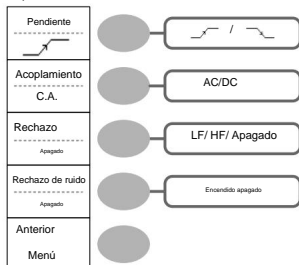 Pendiente
/
Acoplamiento
C.A.
AC/DC
Rechazo
Apagado
LF/ HF/ Apagado
Rechazo de ruido
Apagado
Encendido apagado
Anterior
Menú